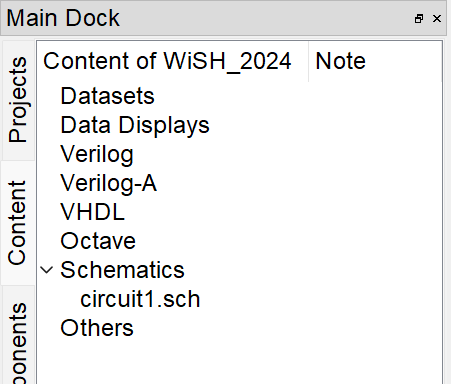 Main Dock
Projects
Content
ponents
Content of WiSH_2024 Note
Datasets
Data Displays
Verilog
Verilog-A
VHDL
Octave
Schematics
circuit1.sch
Others